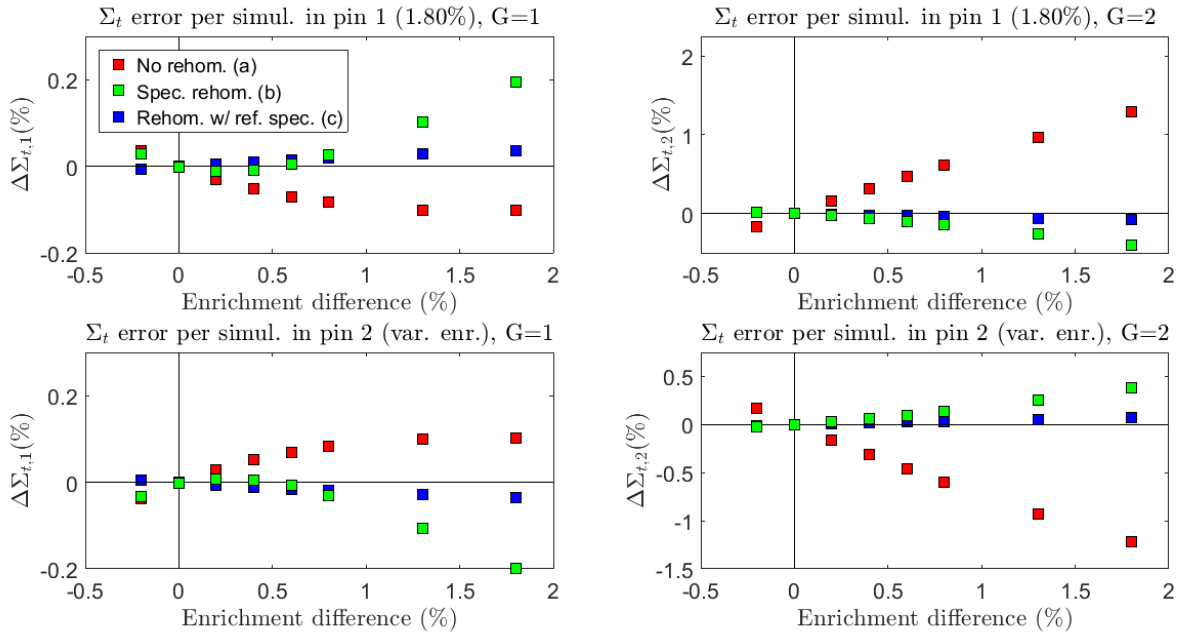 Σt error per simul. in pin 1 (1.80%), G=1
ΔΣt,1(%)
0.2
0
-0.2
No rehom. (a)
Spec. rehom. (b)
Rehom. w/ ref. spec. (c)
-0.5 0 0.5 1 1.5 2
Enrichment difference (%)
Σt error per simul. in pin 1 (1.80%), G=2
ΔΣt,2(%)
2
1
0
-0.5 0 0.5 1 1.5 2
Enrichment difference (%)
Σt error per simul. in pin 2 (var. enr.), G=1
ΔΣt,1(%)
0.2
0
-0.2
-0.5 0 0.5 1 1.5 2
Enrichment difference (%)
Σt error per simul. in pin 2 (var. enr.), G=2
ΔΣt,2(%)
0.5
0
-0.5
-1
-1.5
-0.5 0 0.5 1 1.5 2
Enrichment difference (%)